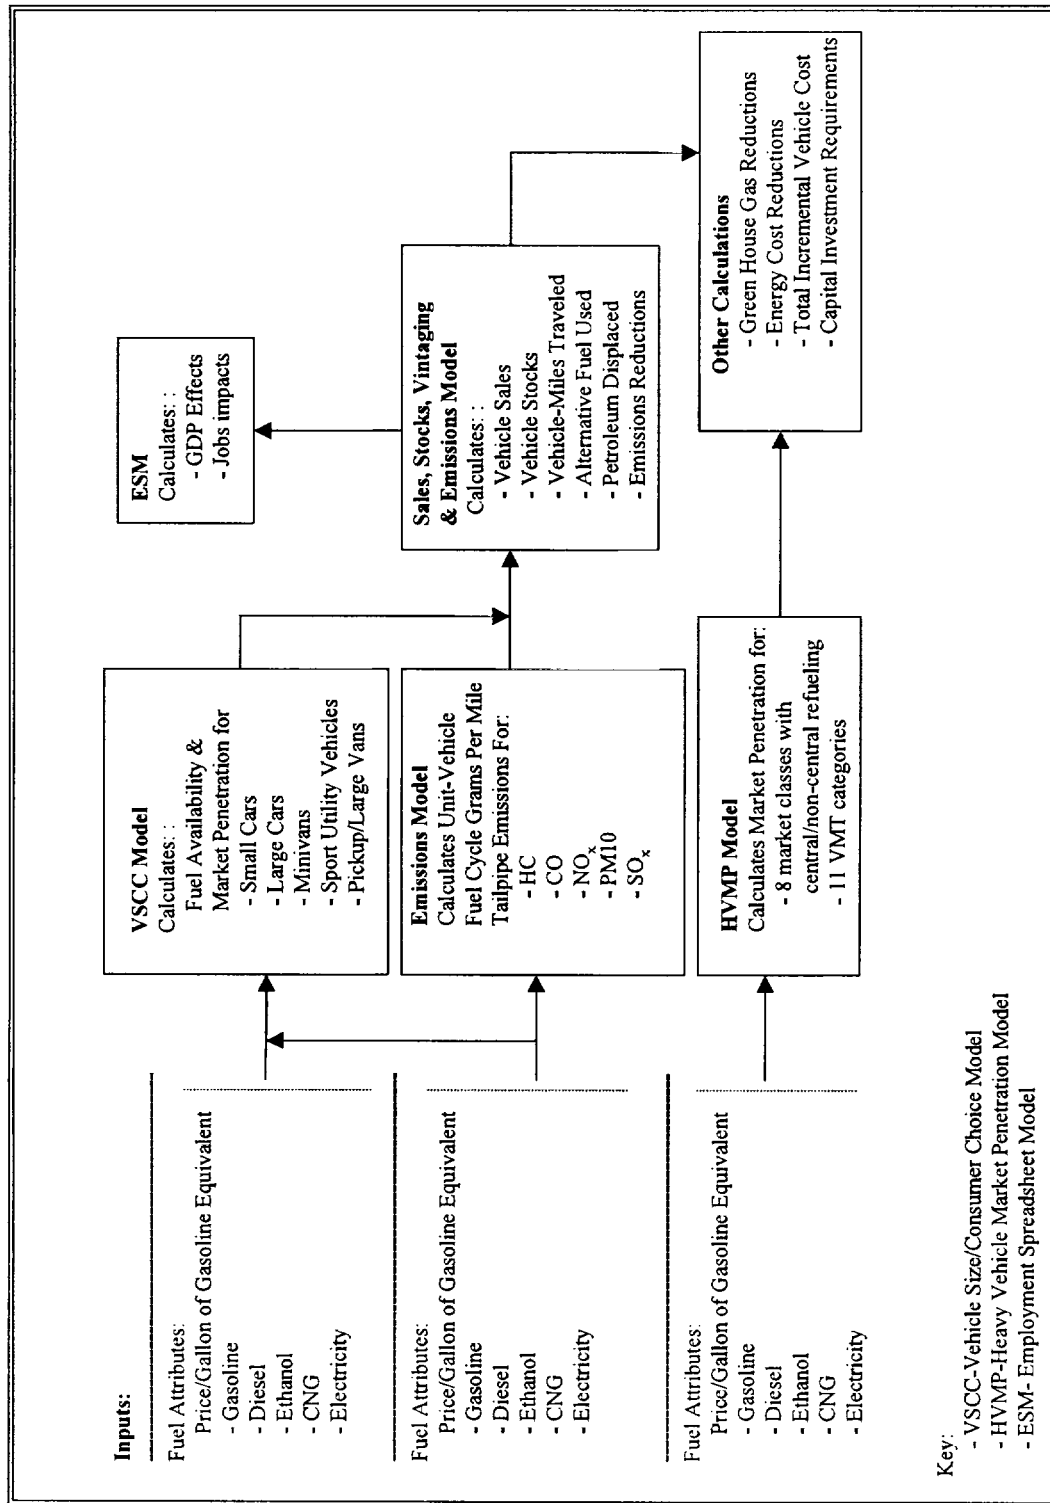 Inputs:
Fuel Attributes:
Price/Gallon of Gasoline Equivalent
- Gasoline
- Diesel
- Ethanol
- CNG
- Electricity
Fuel Attributes:
Price/Gallon of Gasoline Equivalent
- Gasoline
- Diesel
- Ethanol
- CNG
- Electricity
Fuel Attributes:
Price/Gallon of Gasoline Equivalent
- Gasoline
- Diesel
- Ethanol
- CNG
- Electricity
VSCC Model
Calculates: :
Fuel Availability &
Market Penetration for
- Small Cars
- Large Cars
- Minivans
- Sport Utility Vehicles
- Pickup/Large Vans
Emissions Model
Calculates Unit-Vehicle
Fuel Cycle Grams Per Mile
Tailpipe Emissions For:
- HC
- CO
- NOx
- PM10
- SOx
HVMP Model
Calculates Market Penetration for:
- 8 market classes with
central/non-central refueling
- 11 VMT categories
ESM
Calculates: :
- GDP Effects
- Jobs impacts
Sales, Stocks, Vintaging
& Emissions Model
Calculates: :
- Vehicle Sales
- Vehicle Stocks
- Vehicle-Miles Traveled
- Alternative Fuel Used
- Petroleum Displaced
- Emissions Reductions
Other Calculations
- Green House Gas Reductions
- Energy Cost Reductions
- Total Incremental Vehicle Cost
- Capital Investment Requirements
Key:
- VSCC-Vehicle Size/Consumer Choice Model
- HVMP-Heavy Vehicle Market Penetration Model
- ESM- Employment Spreadsheet Model